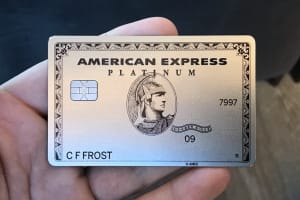 AMERICAN EXPRESS
PLATINUM
7997
09
C F FROST